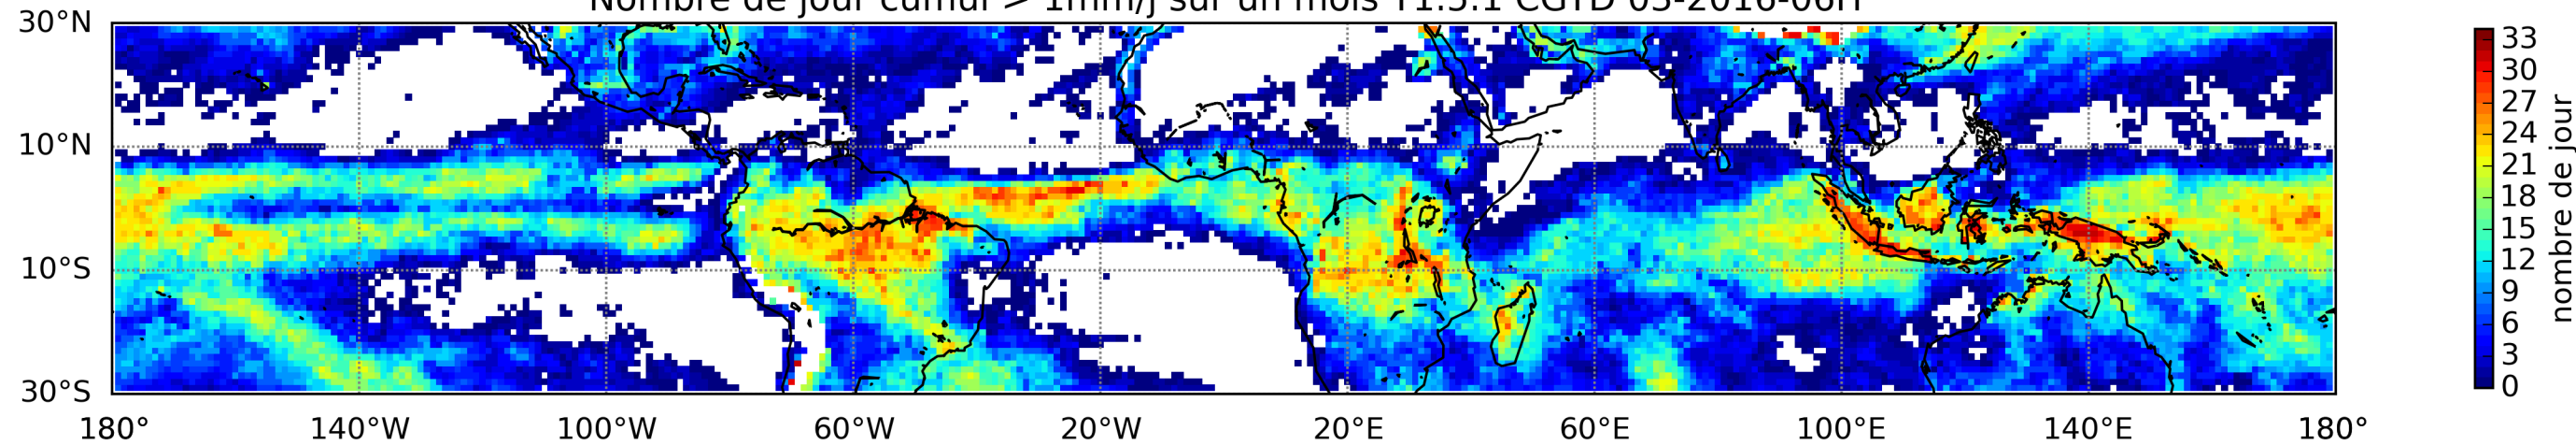 Nombre de jour cumul > 1mm/j sur un mois T1.5.1 CGTD 03-2016-06H
30°N
10°N
10°S
30°S
180° 140°W 100°W 60°W 20°W 20°E 60°E 100°E 140°E 180°
33
30
27
24
21
18
15
12
9
6
3
0
nombre de jour